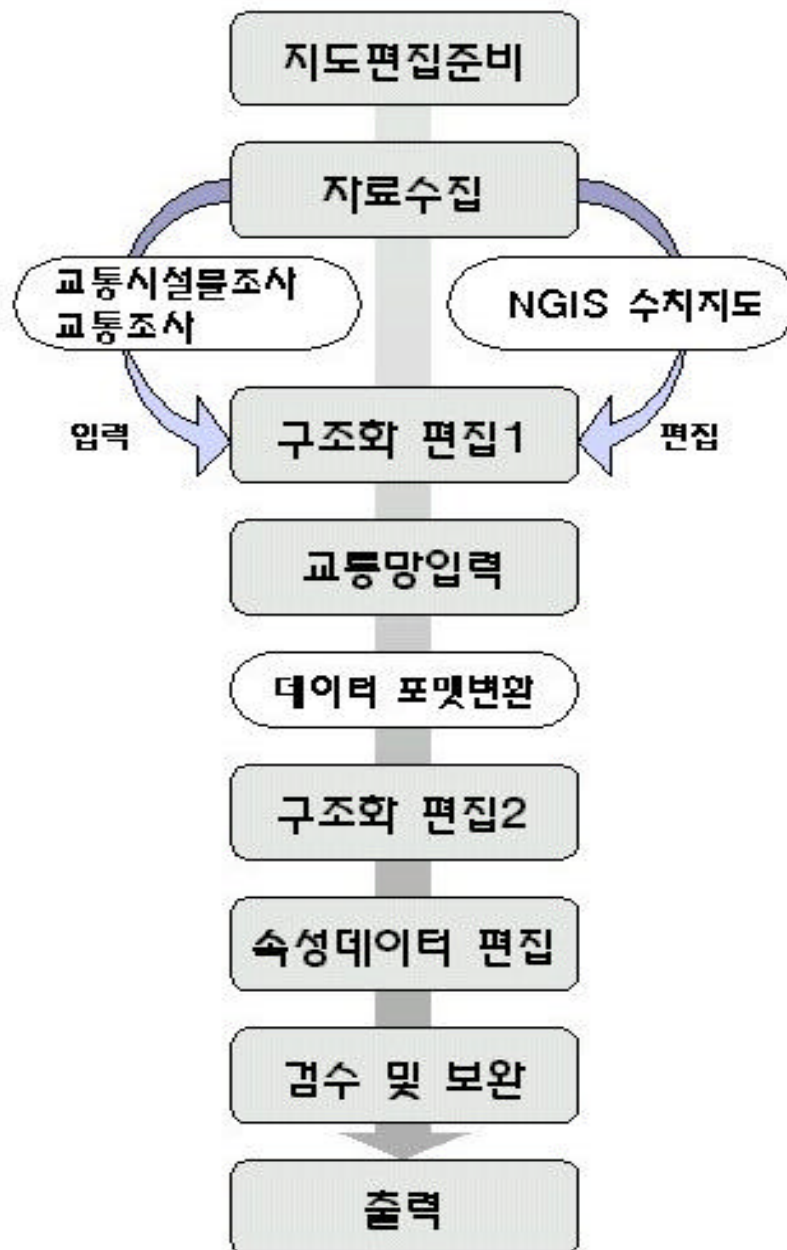 지도편집준비
자료수집
교통시설물조사
교통조사
NGIS 수치지도
입력
구조화 편집1
편집
교통망입력
데이터 포맷변환
구조화 편집2
속성데이터 편집
검수 및 보완
출력